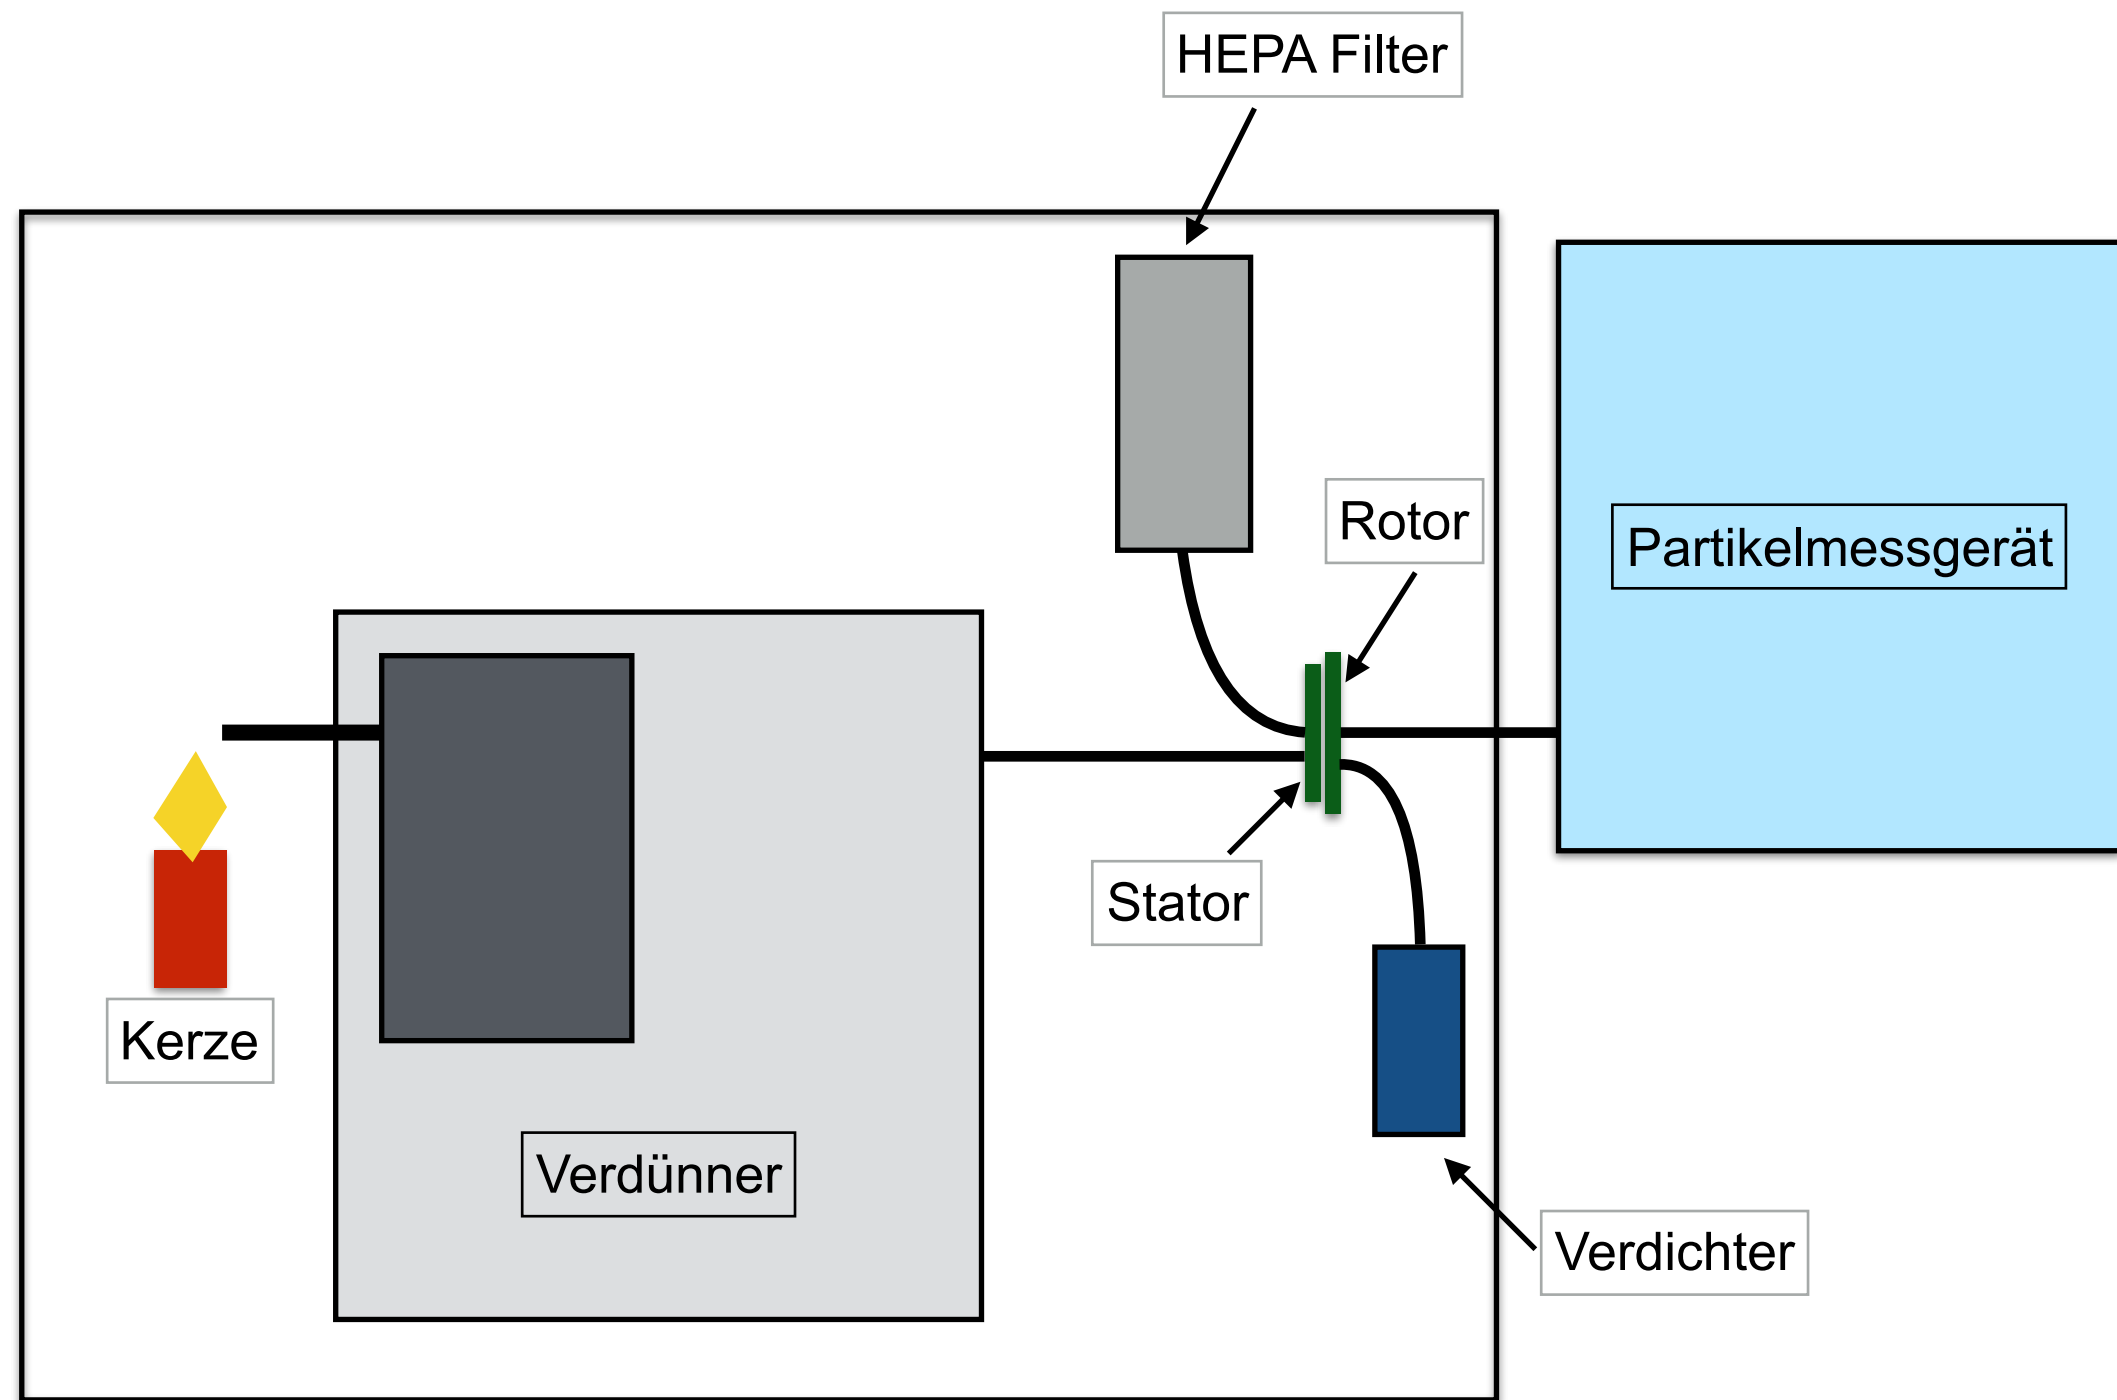 HEPA Filter
Rotor
Partikelmessgerät
Stator
Kerze
Verdünner
Verdichter